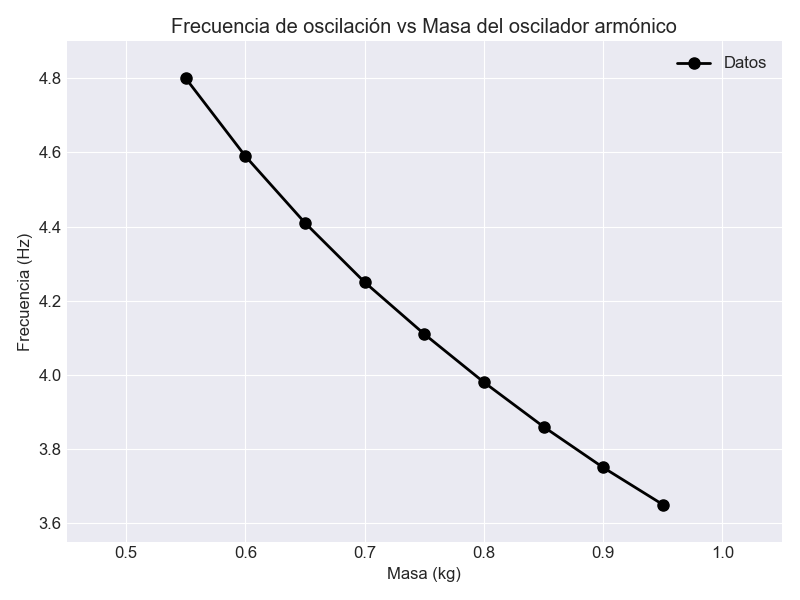 Frecuencia de oscilación vs Masa del oscilador armónico
Datos
4.8
4.6
4.4
4.2
4.0
3.8
3.6
Frecuencia (Hz)
0.5 0.6 0.7 0.8 0.9 1.0
Masa (kg)